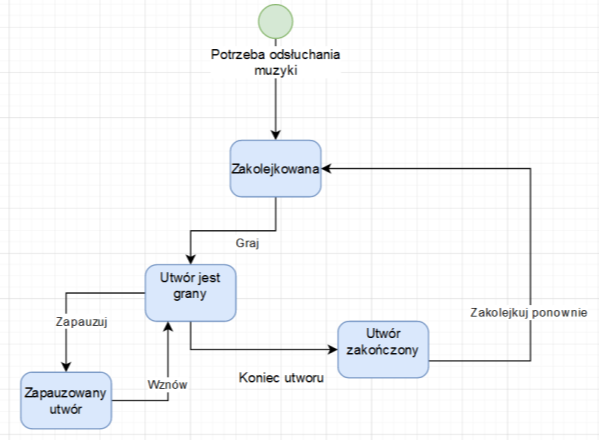 Potrzeba odsłuchania
muzyki
Zakolejkowana
Graj
Utwór jest
grany
Zapauzuj
Zakolejkuj ponownie
Utwór
zakończony
Koniec utworu
Wznów
Zapauzowany
utwór